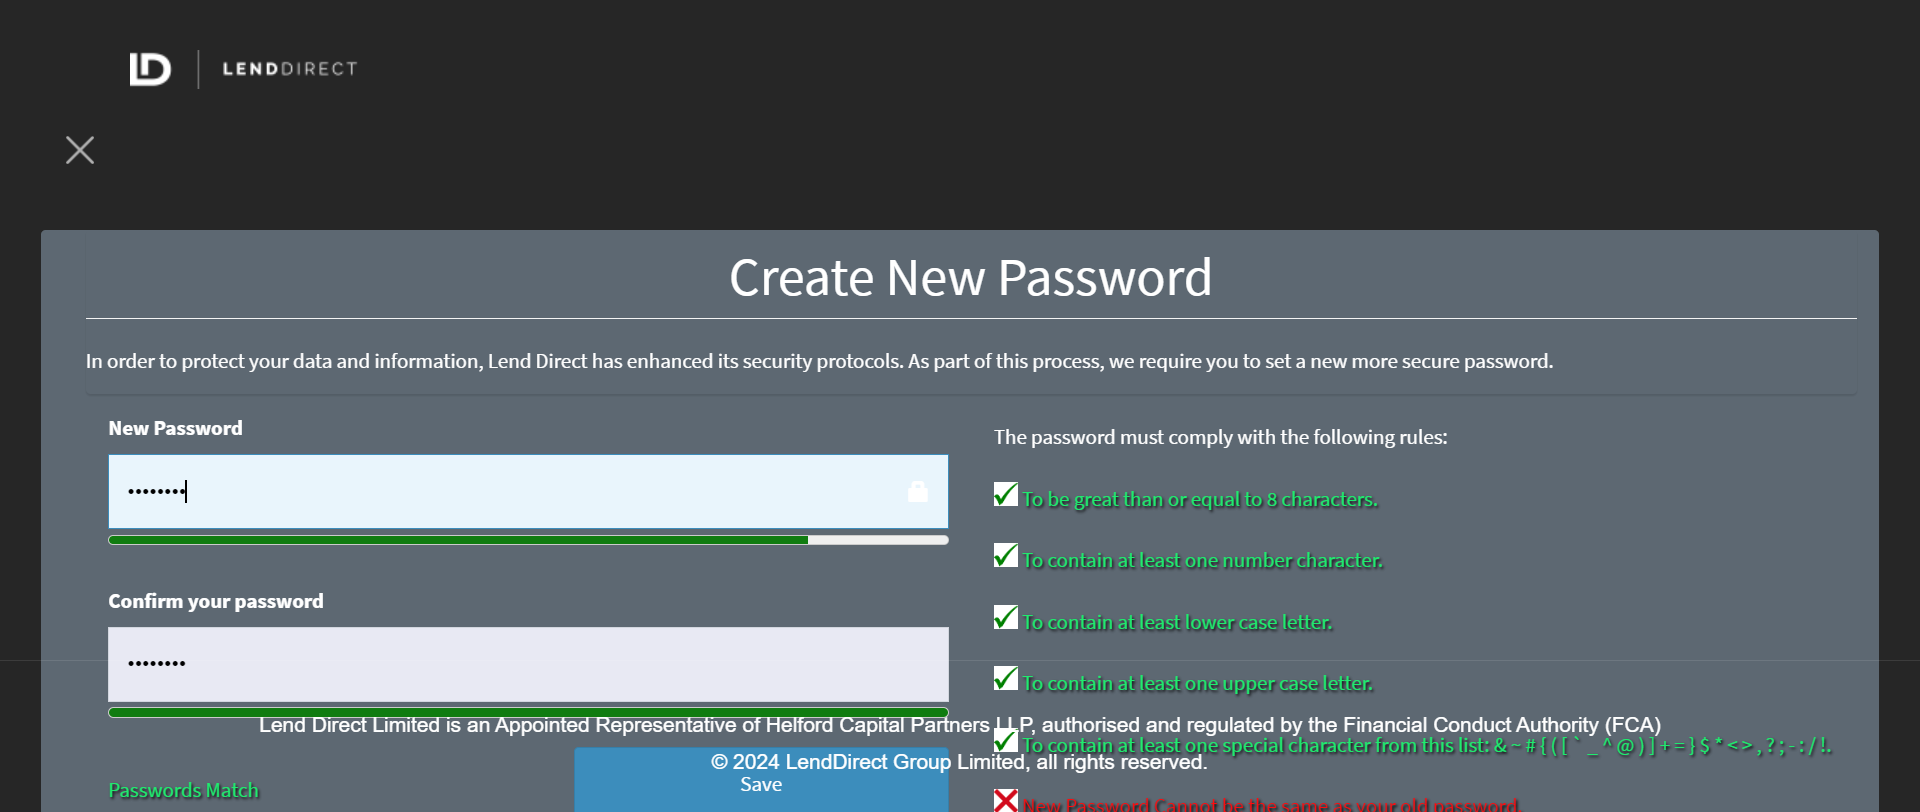 LENDDIRECT
Create New Password
In order to protect your data and information, Lend Direct has enhanced its security protocols. As part of this process, we require you to set a new more secure password.
New Password
••••••••
Confirm your password
••••••••
Passwords Match
Save
The password must comply with the following rules:
To be great than or equal to 8 characters.
To contain at least one number character.
To contain at least lower case letter.
To contain at least one upper case letter.
To contain at least one special character from this list: & ~ # { ( [ ` _ ^ @ ) ] + = } $ * < > , ? ; - : / !.
New Password Cannot be the same as your old password.
Lend Direct Limited is an Appointed Representative of Helford Capital Partners LLP, authorised and regulated by the Financial Conduct Authority (FCA)
© 2024 LendDirect Group Limited, all rights reserved.